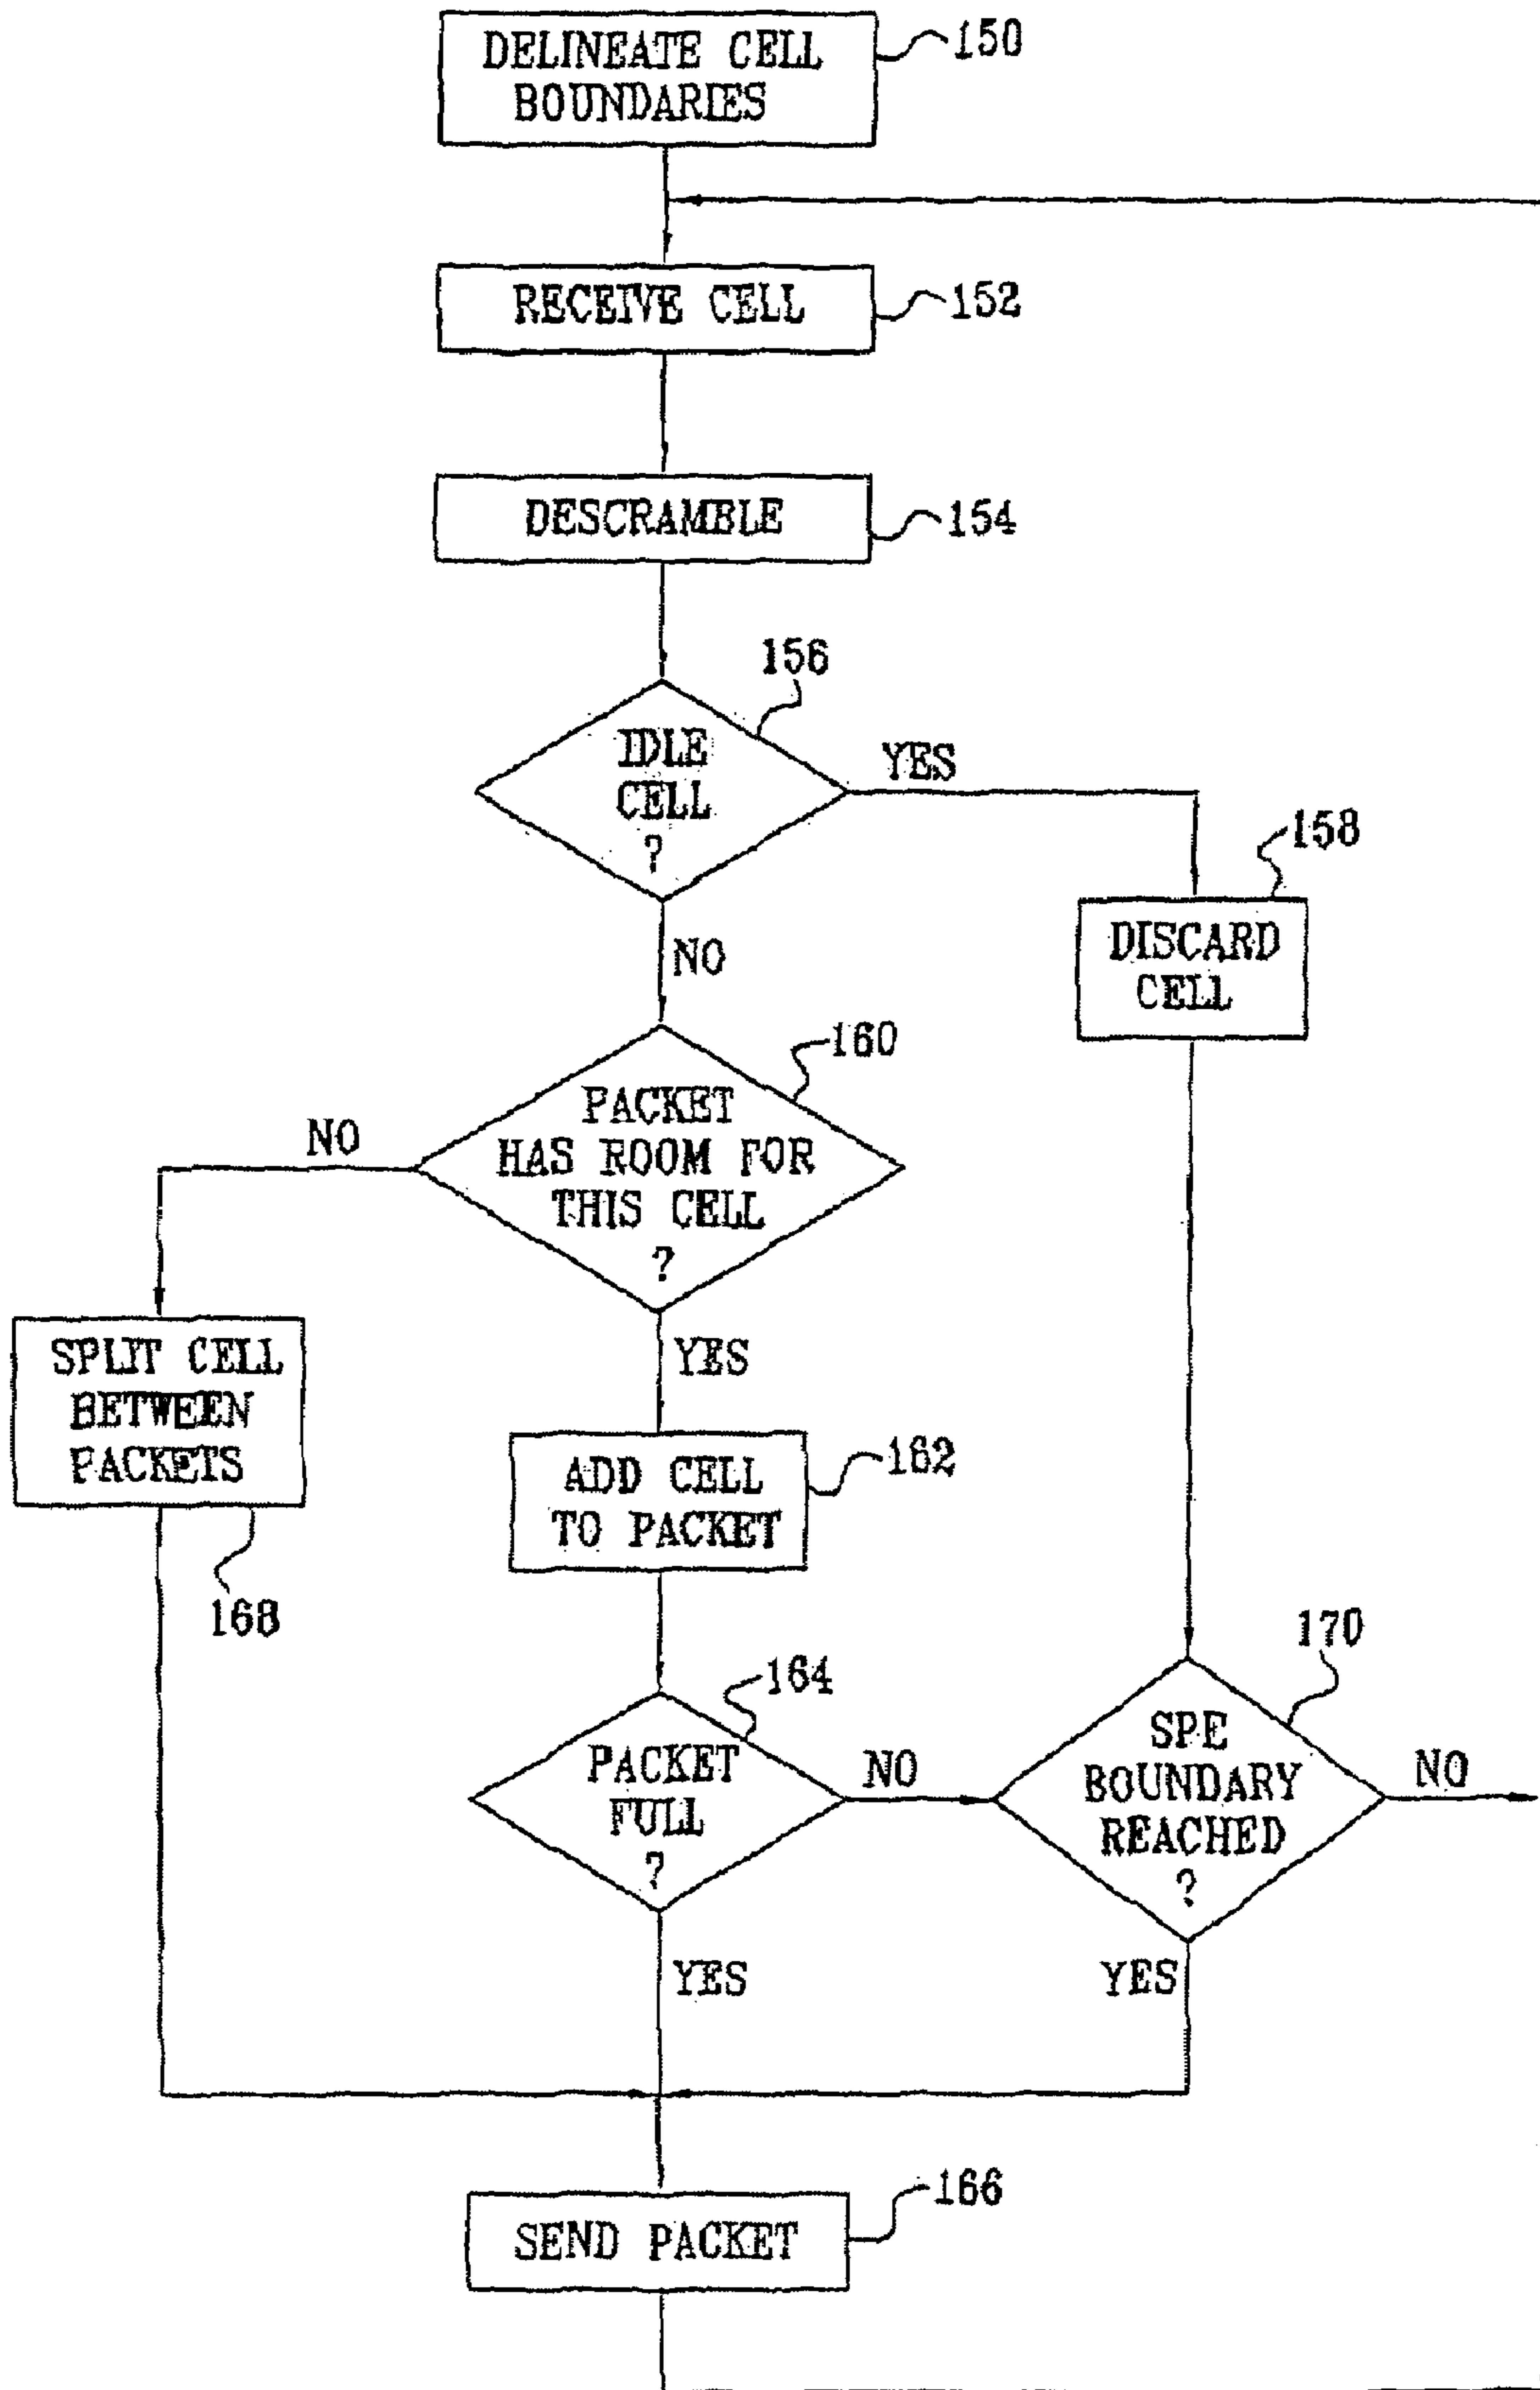 DELINEATE CELL
BOUNDARIES
150
RECEIVE CELL
152
DESCRAMBLE
154
156
IDLE
CELL
?
YES
158
DISCARD
CELL
NO
160
PACKET
HAS ROOM FOR
THIS CELL
?
NO
SPLIT CELL
BETWEEN
PACKETS
168
YES
ADD CELL
TO PACKET
162
164
PACKET
FULL
?
NO
170
SPE
BOUNDARY
REACHED
?
NO
YES
YES
166
SEND PACKET